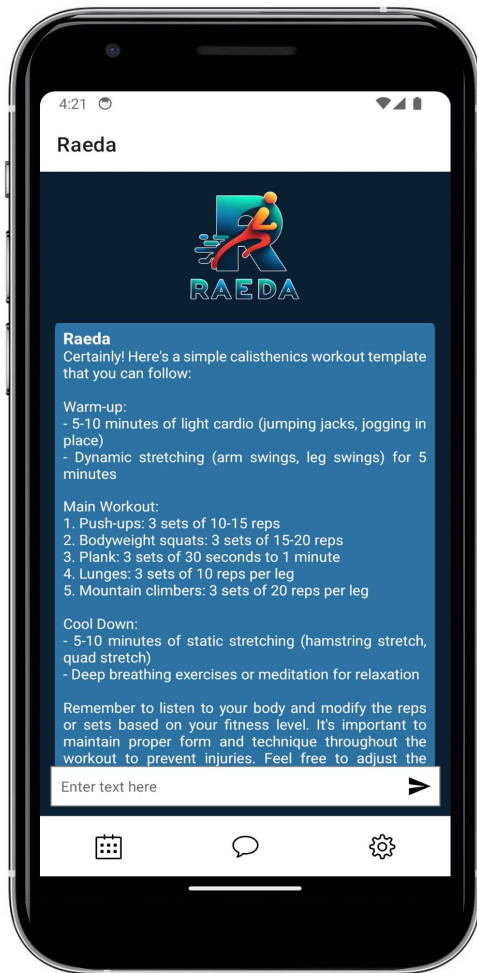 4:21
Raeda
R
RAEDA
Raeda
Certainly! Here's a simple calisthenics workout template
that you can follow:
Warm-up:
- 5-10 minutes of light cardio (jumping jacks, jogging in
place)
- Dynamic stretching (arm swings, leg swings) for 5
minutes
Main Workout:
1. Push-ups: 3 sets of 10-15 reps
2. Bodyweight squats: 3 sets of 15-20 reps
3. Plank: 3 sets of 30 seconds to 1 minute
4. Lunges: 3 sets of 10 reps per leg
5. Mountain climbers: 3 sets of 20 reps per leg
Cool Down:
- 5-10 minutes of static stretching (hamstring stretch,
quad stretch)
- Deep breathing exercises or meditation for relaxation
Remember to listen to your body and modify the reps
or sets based on your fitness level. It's important to
maintain proper form and technique throughout the
workout to prevent injuries. Feel free to adjust the
Enter text here